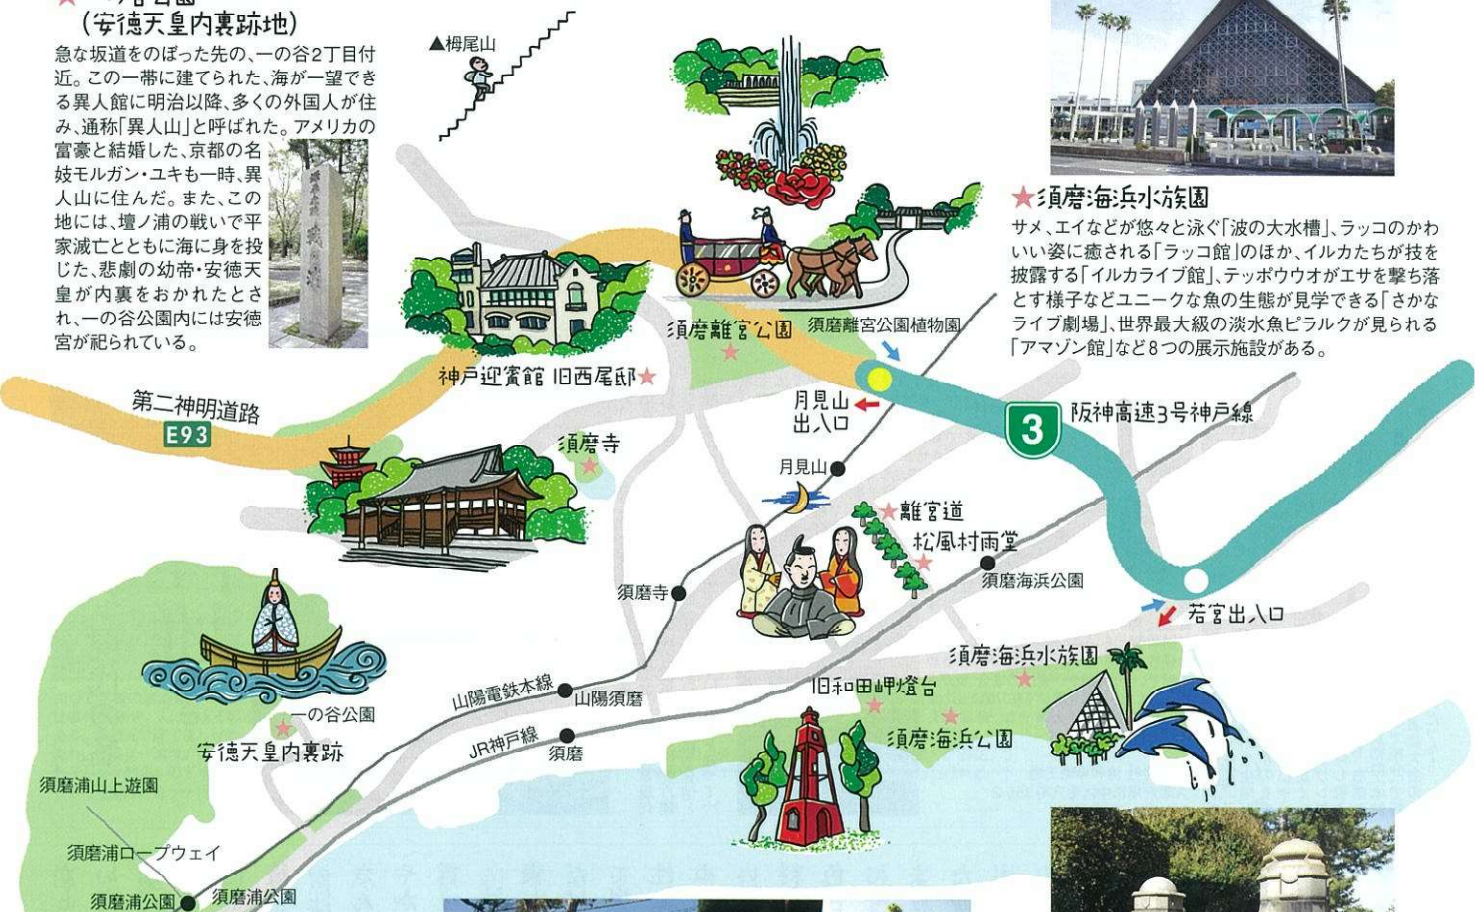 (安徳天皇内裏跡地)
急な坂道をのぼった先の、一の谷2丁目付
近。この一帯に建てられた、海が一望でき
る異人館に明治以降、多くの外国人が住
み、通称「異人山」と呼ばれた。アメリカの
富豪と結婚した、京都の名
妓モルガン・ユキも一時、異
人山に住んだ。また、この
地には、壇ノ浦の戦いで平
家滅亡とともに海に身を投
じた、悲劇の幼帝・安徳天
皇が内裏をおかれたとさ
れ、一の谷公園内には安徳
宮が祀られている。
▲栂尾山
★須磨海浜水族園
サメ、エイなどが悠々と泳ぐ「波の大水槽」、ラッコのかわ
いい姿に癒される「ラッコ館」のほか、イルカたちが技を
披露する「イルカライブ館」、テッポウウオがエサを撃ち落
とす様子などユニークな魚の生態が見学できる「さかな
ライブ劇場」、世界最大級の淡水魚ピラルクが見られる
「アマゾン館」など8つの展示施設がある。
須磨離宮公園
須磨離宮公園植物園
神戸迎賓館 旧西尾邸
第二神明道路
E93
月見山
出入口
3
阪神高速3号神戸線
須磨寺
月見山
離宮道
松風村雨堂
須磨海浜公園
須磨寺
若宮出入口
須磨海浜水族園
旧和田岬燈台
須磨海浜公園
山陽電鉄本線
山陽須磨
JR神戸線
須磨
一の谷公園
安徳天皇内裏跡
須磨浦山上遊園
須磨浦ロープウェイ
須磨浦公園
須磨浦公園